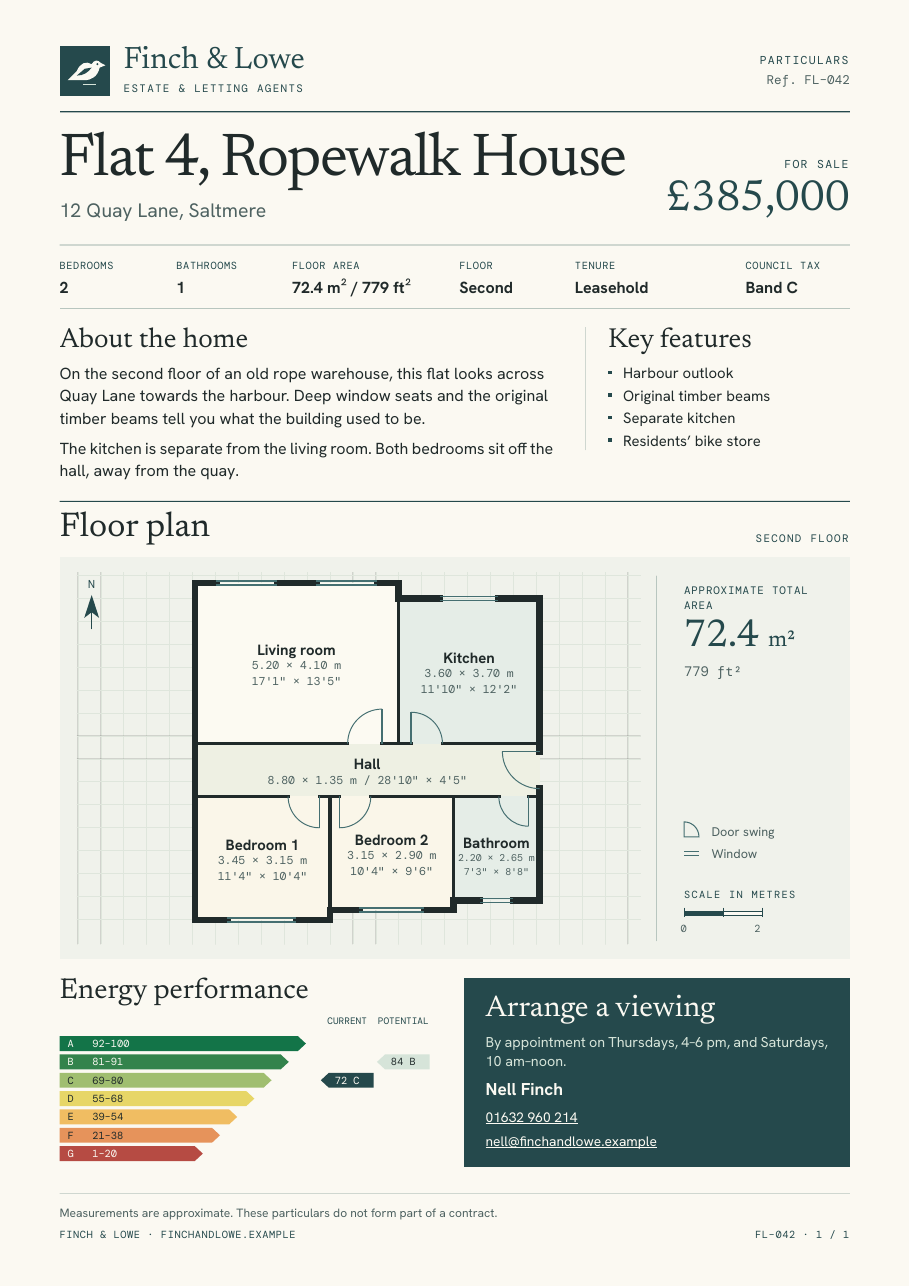 Finch & Lowe
ESTATE & LETTING AGENTS
PARTICULARS
Ref. FL-042
Flat 4, Ropewalk House
12 Quay Lane, Saltmere
FOR SALE
£385,000
BEDROOMS
2
BATHROOMS
1
FLOOR AREA
72.4 m² / 779 ft²
FLOOR
Second
TENURE
Leasehold
COUNCIL TAX
Band C
About the home
On the second floor of an old rope warehouse, this flat looks across
Quay Lane towards the harbour. Deep window seats and the original
timber beams tell you what the building used to be.
The kitchen is separate from the living room. Both bedrooms sit off the
hall, away from the quay.
Key features
Harbour outlook
Original timber beams
Separate kitchen
Residents’ bike store
Floor plan
SECOND FLOOR
N
Living room
5.20 × 4.10 m
17'1" × 13'5"
Kitchen
3.60 × 3.70 m
11'10" × 12'2"
Hall
8.80 × 1.35 m / 28'10" × 4'5"
Bedroom 1
3.45 × 3.15 m
11'4" × 10'4"
Bedroom 2
3.15 × 2.90 m
10'4" × 9'6"
Bathroom
2.20 × 2.65 m
7'3" × 8'8"
APPROXIMATE TOTAL
AREA
72.4 m²
779 ft²
Door swing
Window
SCALE IN METRES
0 2
Energy performance
CURRENT POTENTIAL
A 92–100
B 81–91
84 B
C 69–80
72 C
D 55–68
E 39–54
F 21–38
G 1–20
Arrange a viewing
By appointment on Thursdays, 4–6 pm, and Saturdays,
10 am–noon.
Nell Finch
01632 960 214
nell@finchandlowe.example
Measurements are approximate. These particulars do not form part of a contract.
FINCH & LOWE · FINCHANDLOWE.EXAMPLE
FL-042 · 1 / 1